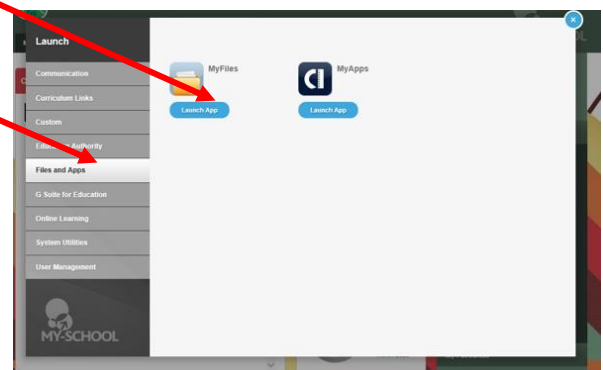 Launch
Communication
Curriculum Links
Custom
Education Authority
Files and Apps
G Suite for Education
Online Learning
System Utilities
User Management
MY-SCHOOL
MyFiles
Launch App
MyApps
Launch App